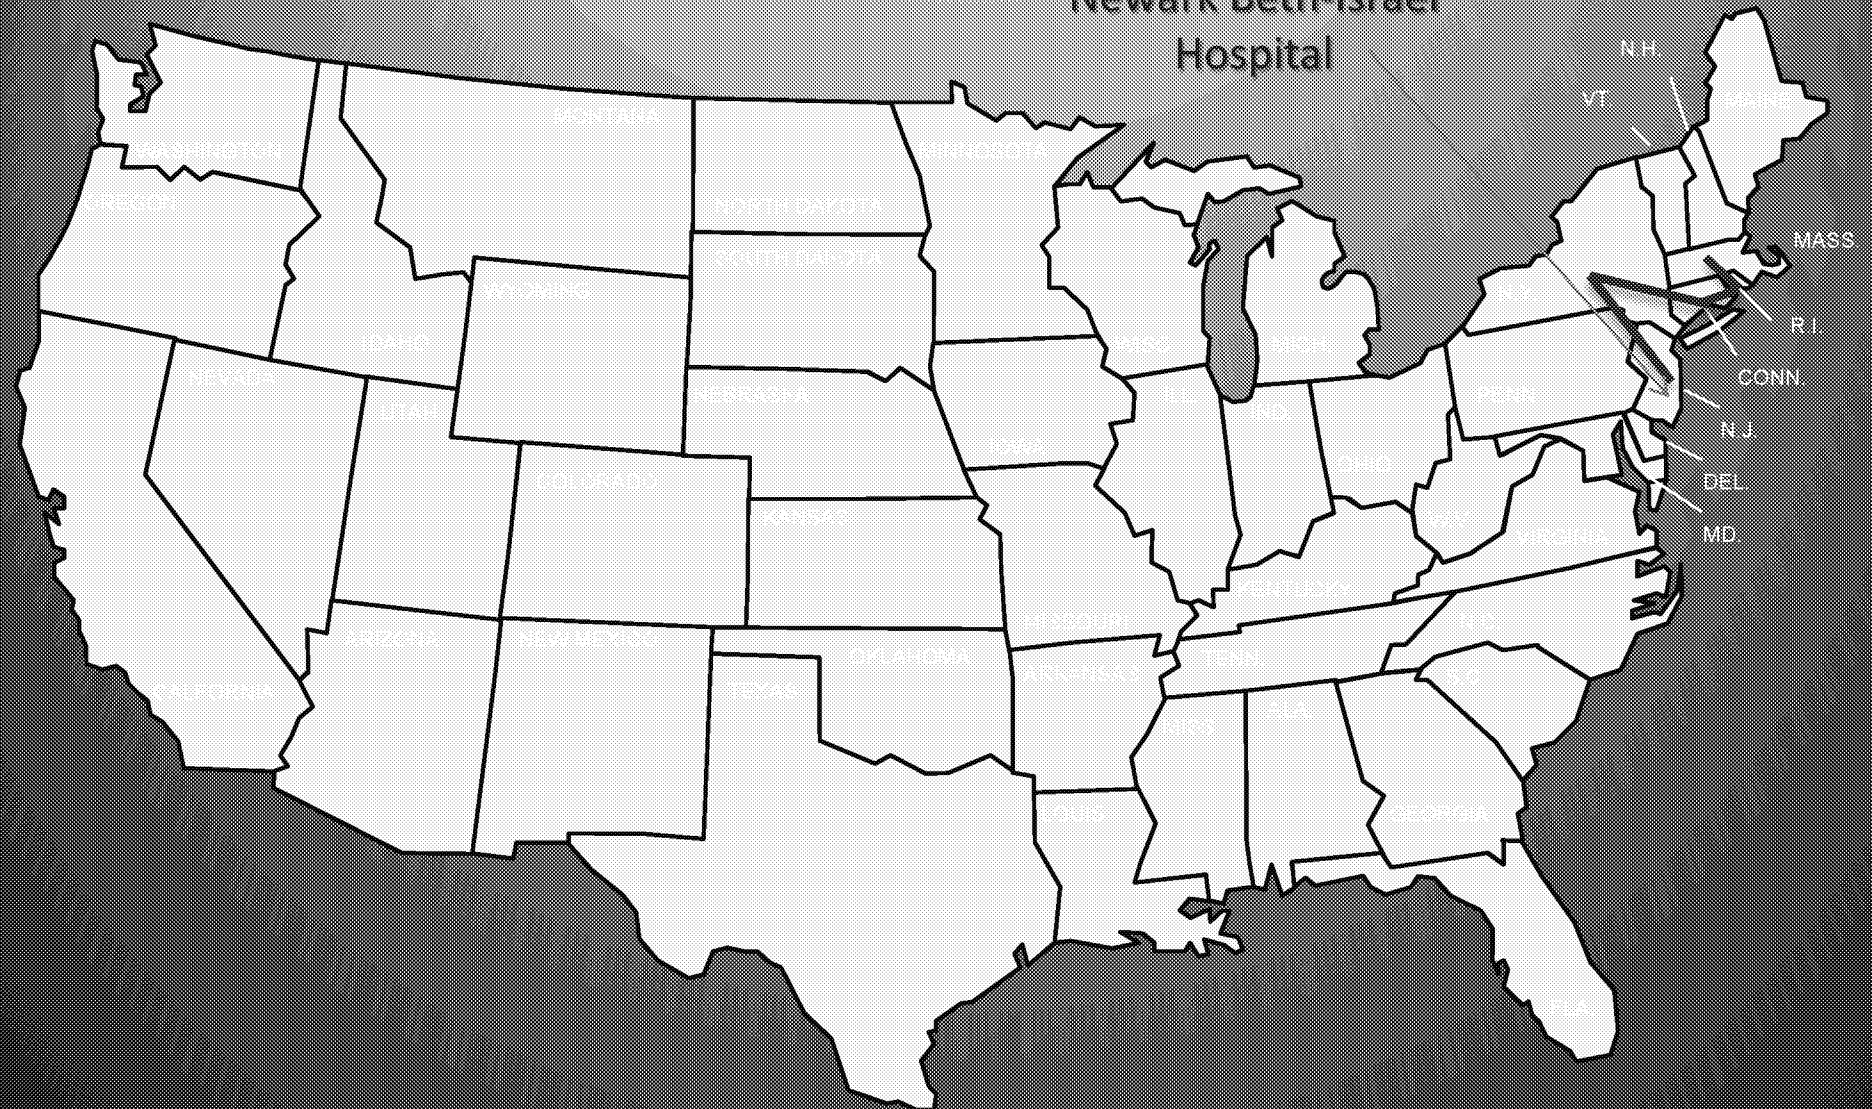 Newark Beth-Israel
Hospital
N.H.
VT.
MAINE
MONTANA
WASHINGTON
MINNESOTA
OREGON
NORTH DAKOTA
MASS
SOUTH DAKOTA
WYOMING
N.Y.
R.I.
IDAHO
MICH.
NEVADA
CONN.
UTAH
NEBRASKA
ILL.
IND.
PENN.
N.J.
IOWA
OHIO
COLORADO
DEL.
KANSAS
W.V.
VIRGINIA
MD.
KENTUCKY
MISSOURI
N.C.
ARIZONA
NEW MEXICO
OKLAHOMA
TENN.
ARKANSAS
S.C.
CALIFORNIA
TEXAS
ALA.
MISS
LOUIS
GEORGIA
FLA.